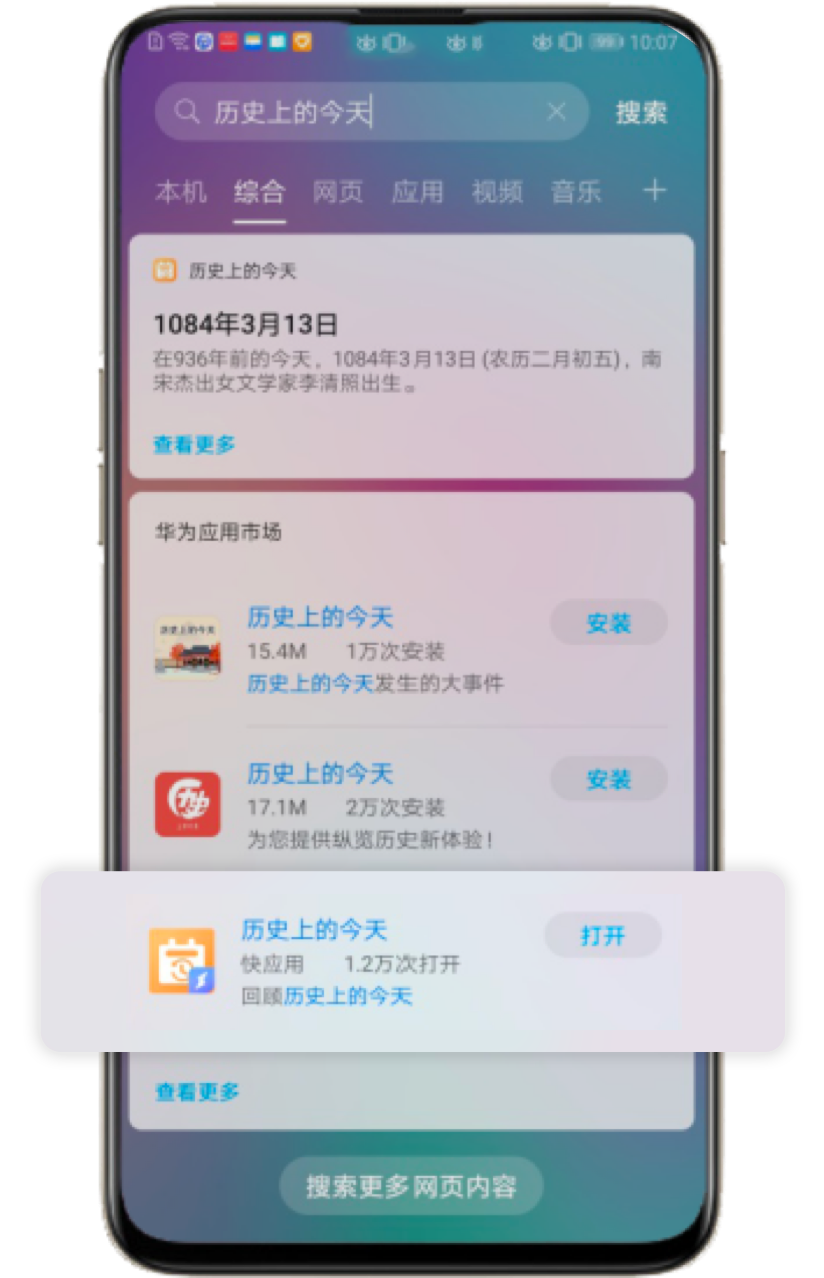 10:07
历史上的今天
搜索
本机 综合 网页 应用 视频 音乐
历史上的今天
1084年3月13日
在936年前的今天，1084年3月13日 (农历二月初五)，南
宋杰出女文学家李清照出生。
查看更多
华为应用市场
历史上的今天
历史上的今天
安装
15.4M 1万次安装
历史上的今天发生的大事件
历史上的今天
安装
17.1M 2万次安装
为您提供纵览历史新体验！
历史上的今天
打开
快应用 1.2万次打开
回顾历史上的今天
查看更多
搜索更多网页内容